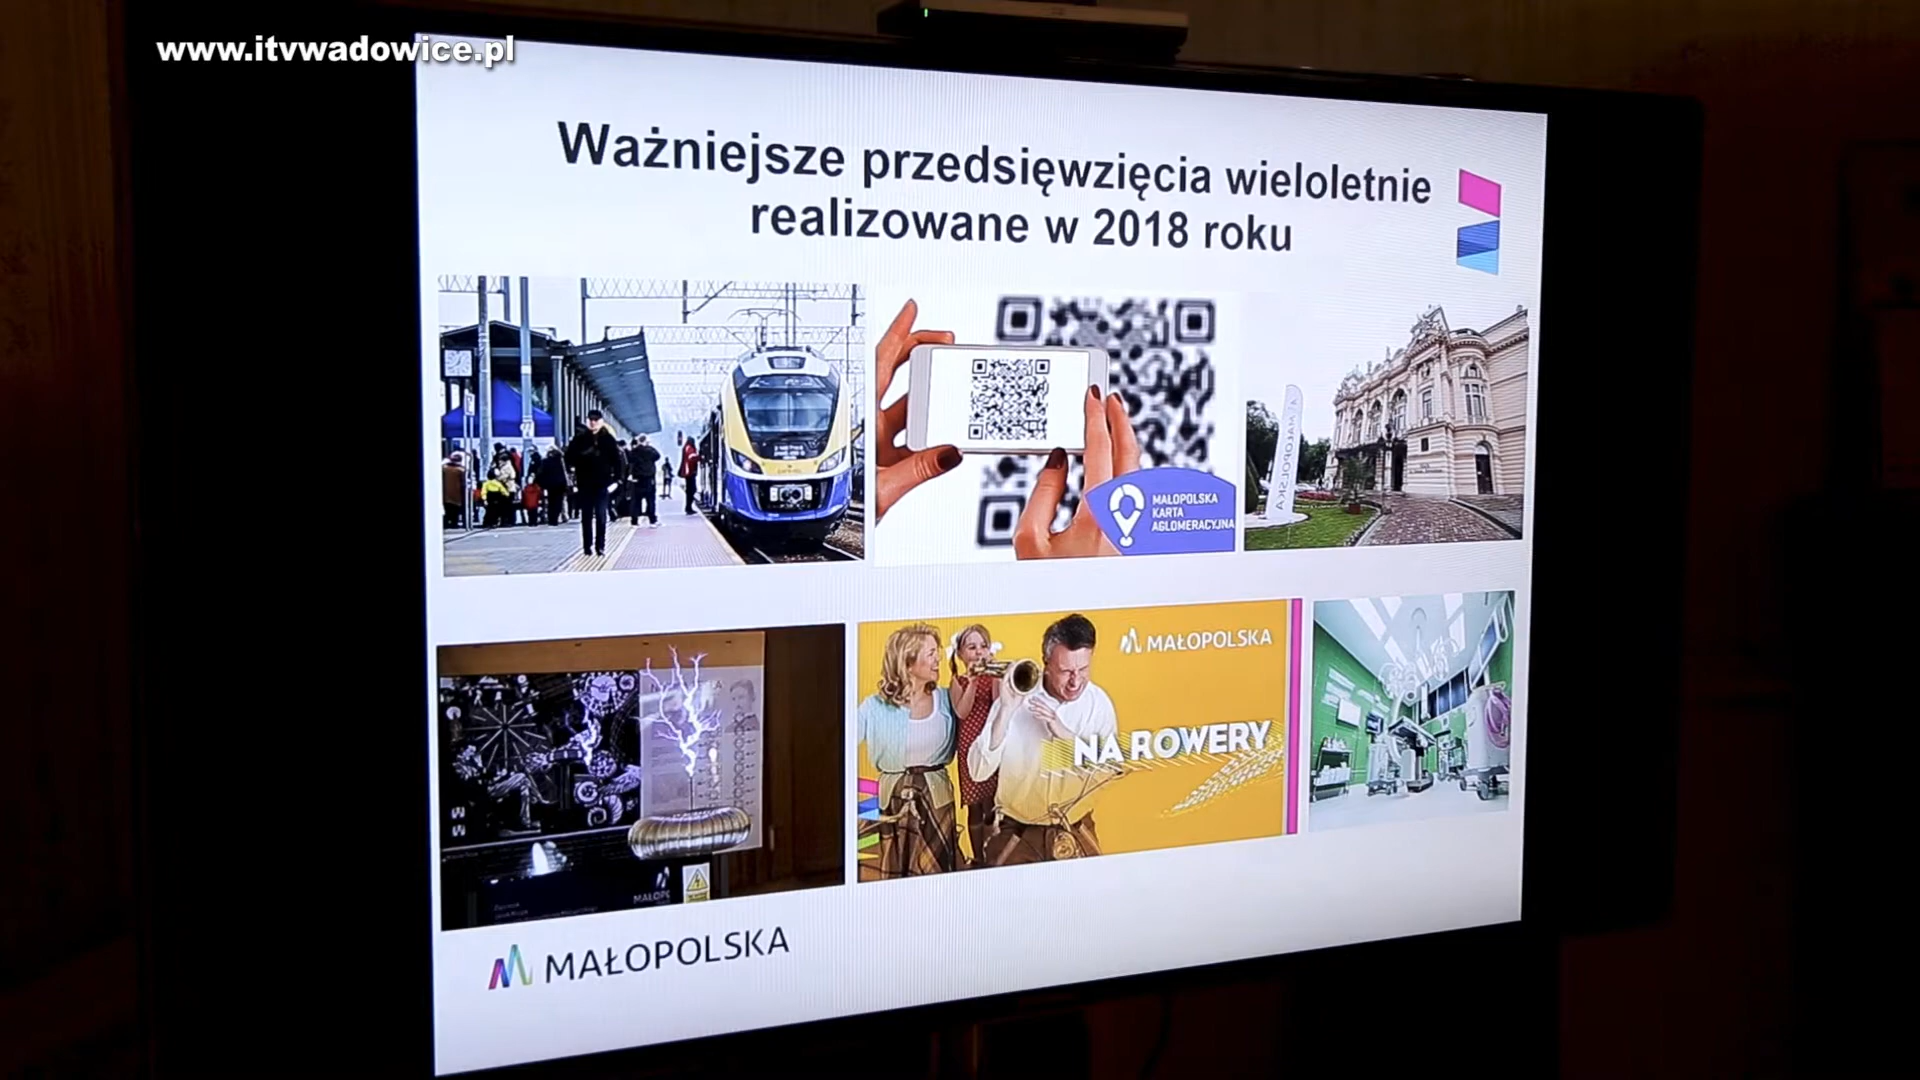 www.itvwadowice.pl
Ważniejsze przedsięwzięcia wieloletnie
realizowane w 2018 roku
MAŁOPOLSKA
KARTA
AGLOMERACYJNA
MAŁOPOLSKA
MAŁOPOLSKA
NA ROWERY
MAŁOPOLSKA